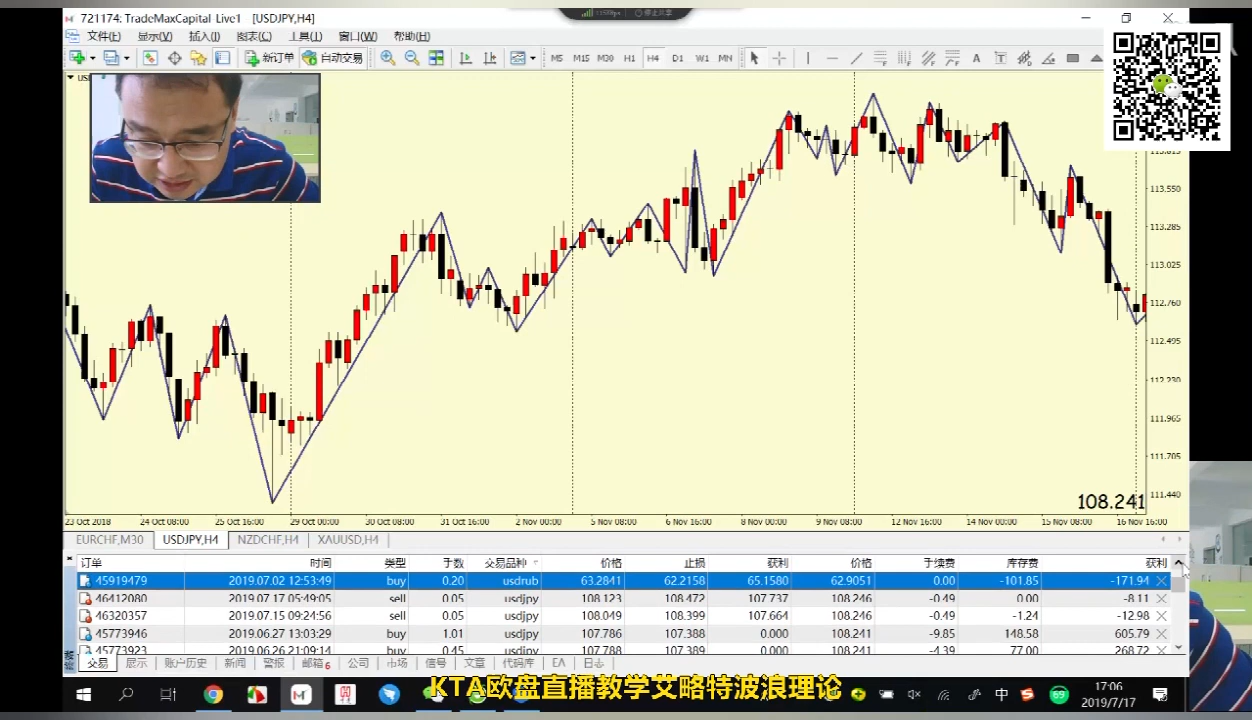 721174: TradeMaxCapital-Live1 - [USDJPY,H4]
文件(F) 显示(V) 插入(I) 图表(C) 工具(T) 窗口(W) 帮助(H)
新订单 自动交易 M5 M15 M30 H1 H4 D1 W1 MN A T
113.550
113.285
113.025
112.760
112.495
112.230
111.965
111.705
111.440
108.241
23 Oct 2018 24 Oct 08:00 25 Oct 16:00 29 Oct 00:00 30 Oct 08:00 31 Oct 16:00 2 Nov 00:00 5 Nov 08:00 6 Nov 16:00 8 Nov 00:00 9 Nov 08:00 12 Nov 16:00 14 Nov 00:00 15 Nov 08:00 16 Nov 16:00
EURCHF,M30 USDJPY,H4 NZDCHF,H4 XAUUSD,H4
订单 时间 类型 手数 交易品种 价格 止损 获利 价格 手续费 库存费 获利
45919479 2019.07.02 12:53:49 buy 0.20 usdrub 63.2841 62.2158 65.1580 62.9051 0.00 -101.85 -171.94
46412080 2019.07.17 05:49:05 sell 0.05 usdjpy 108.123 108.472 107.737 108.246 -0.49 0.00 -8.11
46320357 2019.07.15 09:24:56 sell 0.05 usdjpy 108.049 108.399 107.664 108.246 -0.49 -1.24 -12.98
45773946 2019.06.27 13:03:29 buy 1.01 usdjpy 107.786 107.388 0.000 108.241 -9.85 148.58 605.79
45773923 2019.06.26 21:09:14 buy 0.45 usdjpy 107.788 107.389 0.000 108.241 -4.39 77.00 268.72
交易 展示 账户历史 新闻 警报 邮箱6 公司 市场 信号 文章 代码库 EA 日志
KTA欧盘直播教学艾略特波浪理论
中 69 17:06
2019/7/17